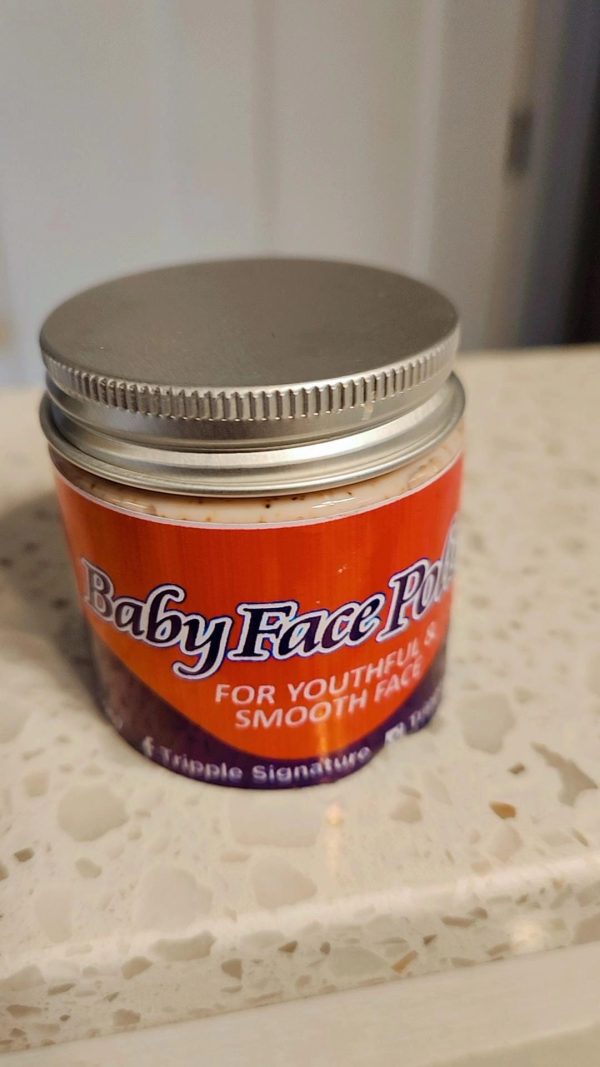 Baby Face
FOR YOUTHFUL &
SMOOTH FACE
Tripple Signature